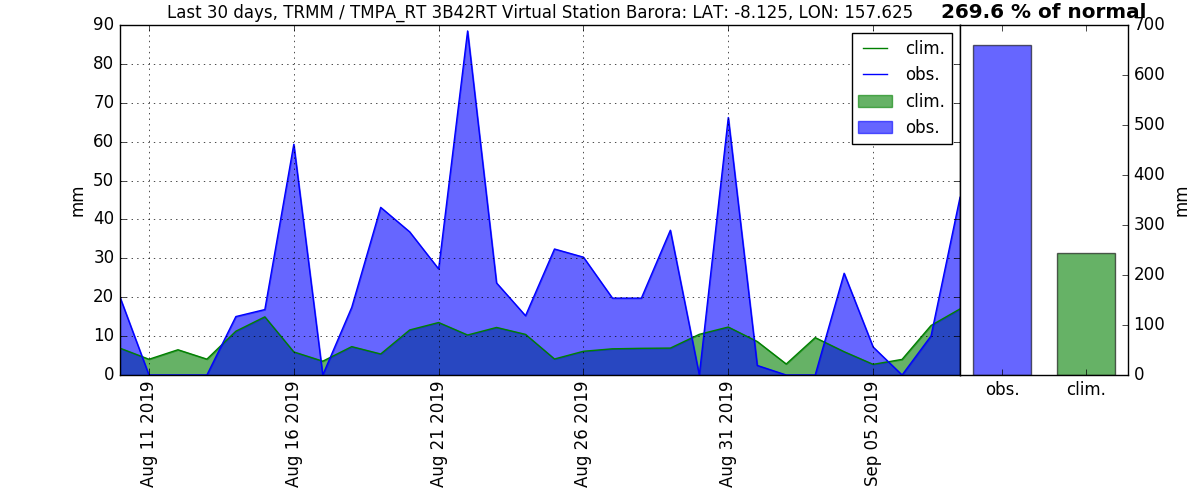 Last 30 days, TRMM / TMPA_RT 3B42RT Virtual Station Barora: LAT: -8.125, LON: 157.625
269.6 % of normal
90
80
70
60
50
40
30
20
10
0
mm
clim.
obs.
clim.
obs.
Aug 11 2019
Aug 16 2019
Aug 21 2019
Aug 26 2019
Aug 31 2019
Sep 05 2019
700
600
500
400
300
200
100
0
mm
obs.
clim.